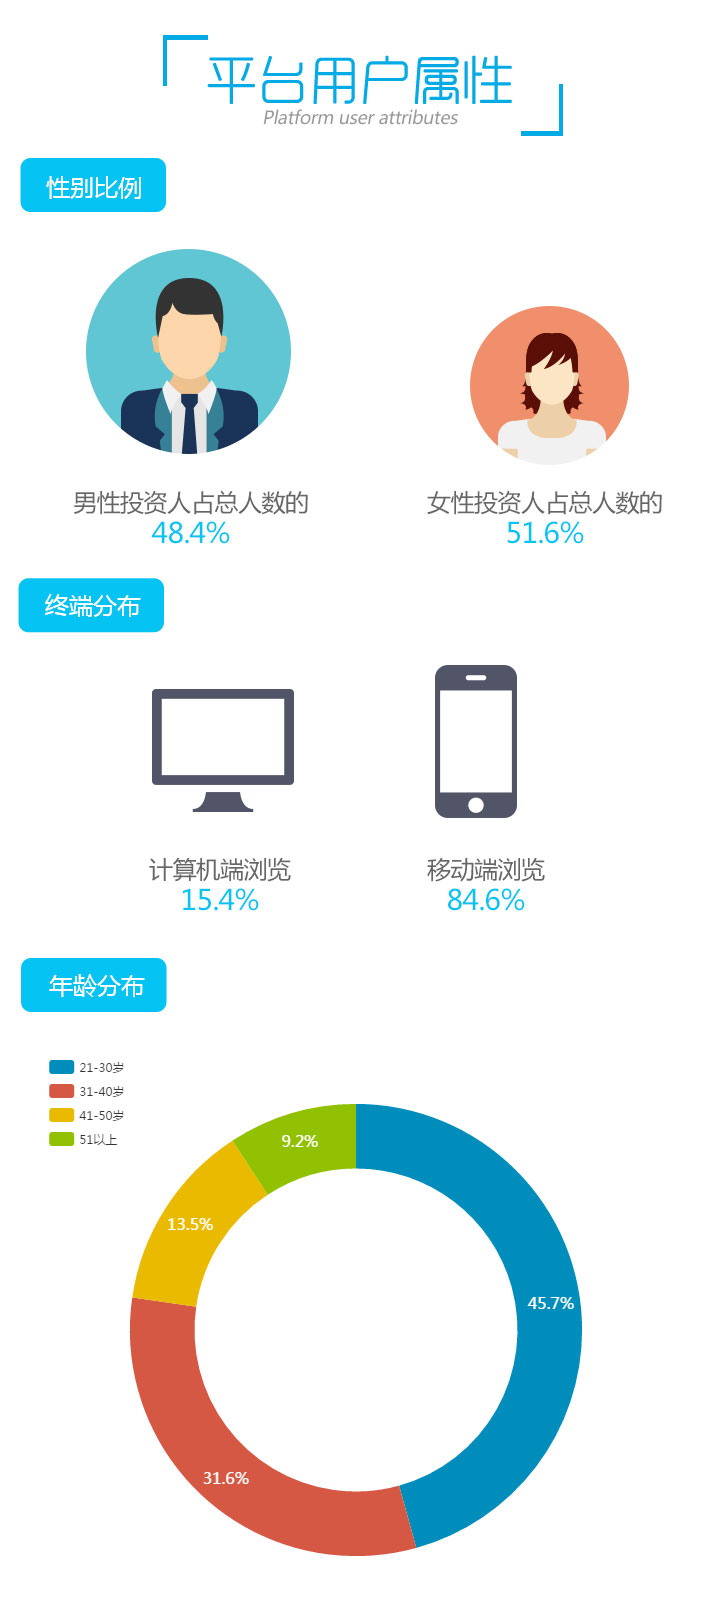 平台用户属性
Platform user attributes
性别比例
男性投资人占总人数的
48.4%
女性投资人占总人数的
51.6%
终端分布
计算机端浏览
15.4%
移动端浏览
84.6%
年龄分布
21-30岁
31-40岁
41-50岁
51以上
9.2%
13.5%
45.7%
31.6%